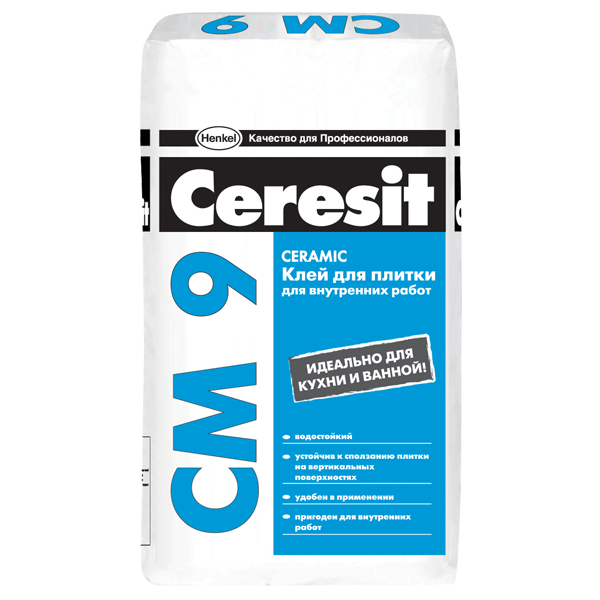 CM 9
Henkel
Качество для Профессионалов
Ceresit
CM 9
CERAMIC
Клей для плитки
для внутренних работ
ИДЕАЛЬНО ДЛЯ
КУХНИ И ВАННОЙ!
водостойкий
устойчив к сползанию плитки
на вертикальных
поверхностях
удобен в применении
пригоден для внутренних
работ